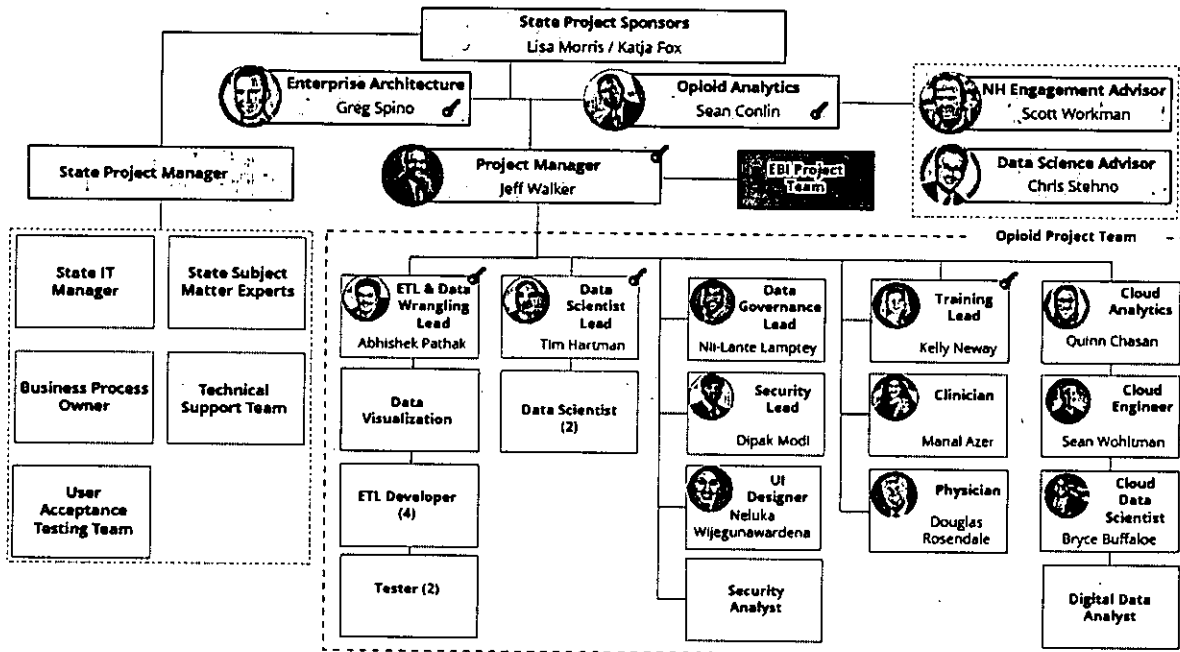 State Project Sponsors
Lisa Morris / Katja Fox
Enterprise Architecture
Greg Spino
Opioid Analytics
Sean Conlin
NH Engagement Advisor
Scott Workman
Data Science Advisor
Chris Stehno
State Project Manager
Project Manager
Jeff Walker
EBI Project
Team
State IT
Manager
State Subject
Matter Experts
Business Process
Owner
Technical
Support Team
User
Acceptance
Testing Team
Opioid Project Team
ETL & Data
Wrangling
Lead
Abhishek Pathak
Data
Visualization
ETL Developer
(4)
Tester (2)
Data
Scientist
Lead
Tim Hartman
Data Scientist
(2)
Data
Governance
Lead
Nii-Lante Lamptey
Security
Lead
Dipak Modi
UI
Designer
Neluka
Wijegunawardena
Security
Analyst
Training
Lead
Kelly Neway
Clinician
Manal Azer
Physician
Douglas
Rosendale
Cloud
Analytics
Quinn Chasan
Cloud
Engineer
Sean Wohltman
Cloud
Data
Scientist
Bryce Buffaloe
Digital Data
Analyst